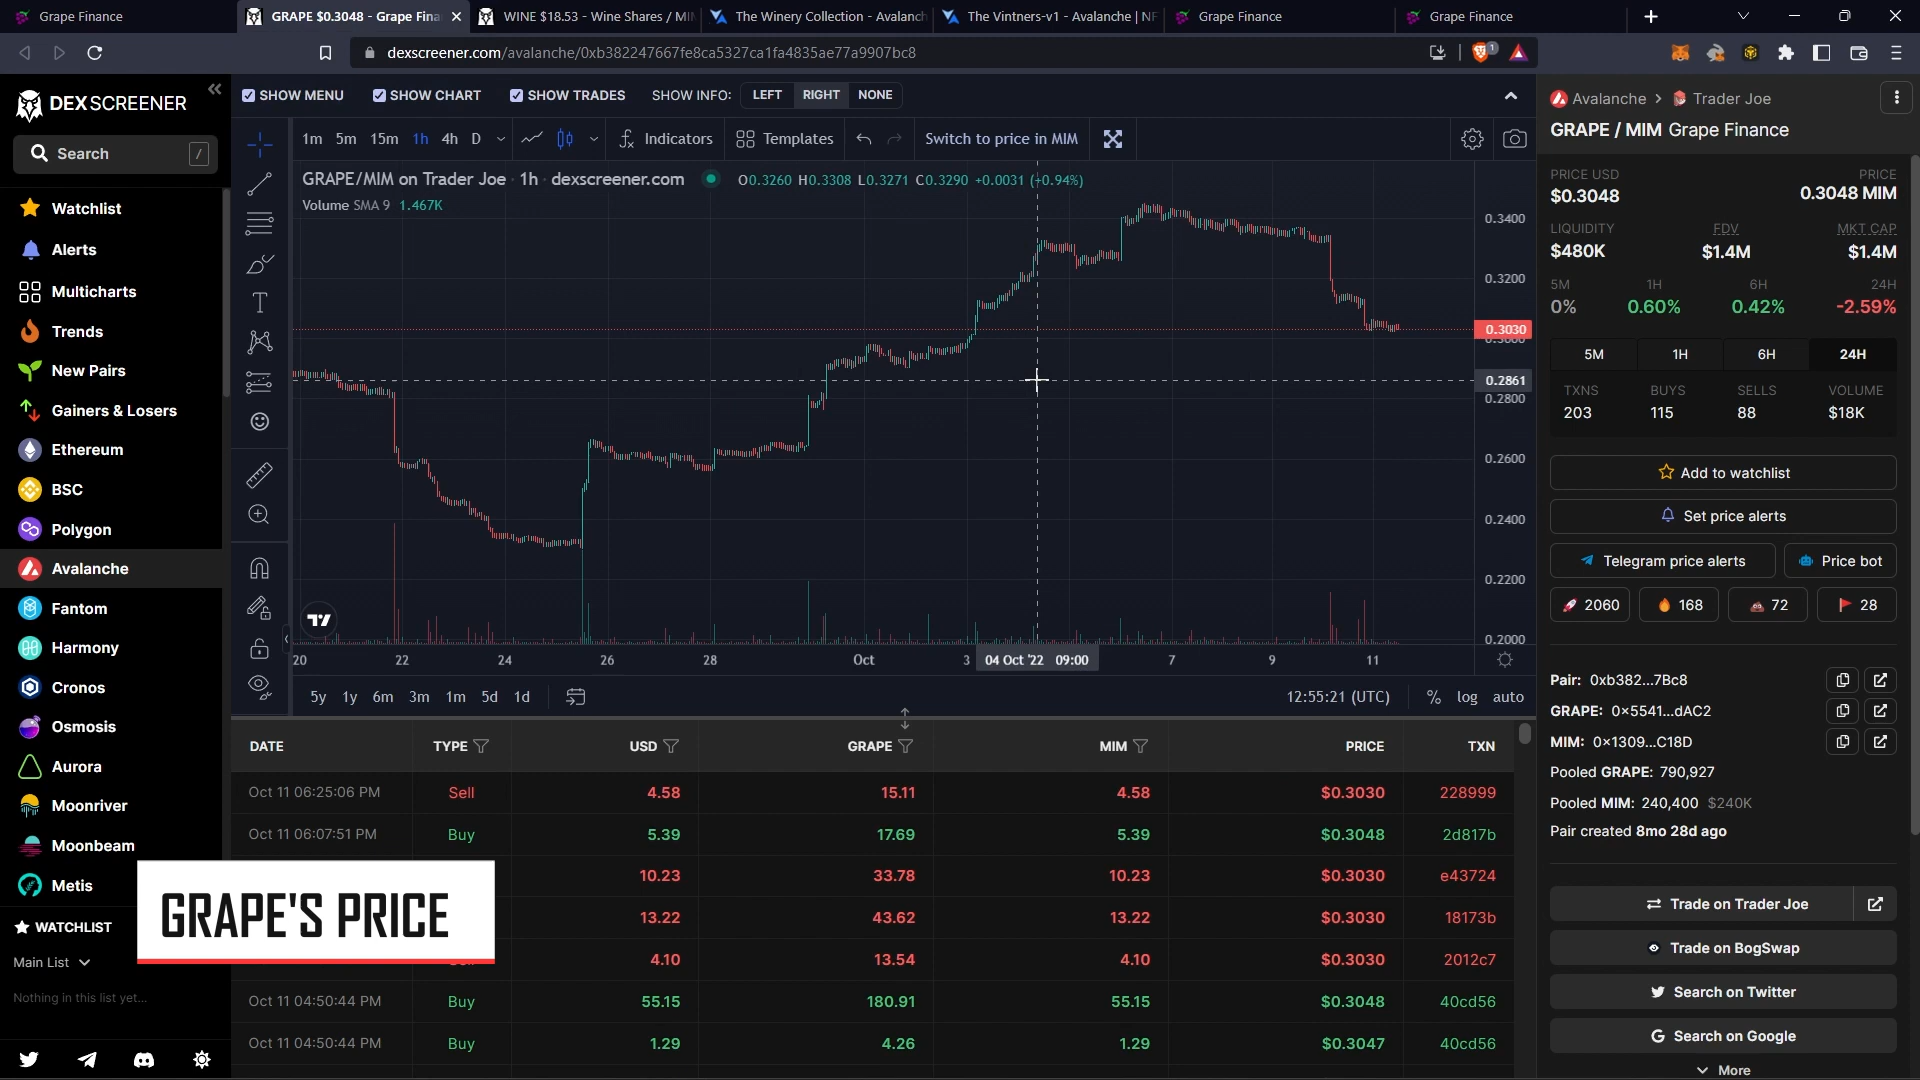 Grape Finance
GRAPE $0.3048 - Grape Fina
WINE $18.53 - Wine Shares / MIN
The Winery Collection - Avalanch
The Vintners-v1 - Avalanche | NF
Grape Finance
Grape Finance
dexscreener.com/avalanche/0xb382247667fe8ca5327ca1fa4835ae77a9907bc8
1
DEXSCREENER
Search /
Watchlist
Alerts
Multicharts
Trends
New Pairs
Gainers & Losers
Ethereum
BSC
Polygon
Avalanche
Fantom
Harmony
Cronos
Osmosis
Aurora
Moonriver
Moonbeam
Metis
WATCHLIST
Main List
Nothing in this list yet...
SHOW MENU SHOW CHART SHOW TRADES SHOW INFO: LEFT RIGHT NONE
1m 5m 15m 1h 4h D Indicators Templates Switch to price in MIM
GRAPE/MIM on Trader Joe · 1h · dexscreener.com O0.3260 H0.3308 L0.3271 C0.3290 +0.0031 (+0.94%)
Volume SMA 9 1.467K
0.3400
0.3200
0.3030
0.3000
0.2861
0.2800
0.2600
0.2400
0.2200
0.2000
20 22 24 26 28 Oct 3 04 Oct '22 09:00 7 9 11
5y 1y 6m 3m 1m 5d 1d 12:55:21 (UTC) % log auto
DATE TYPE USD GRAPE MIM PRICE TXN
Oct 11 06:25:06 PM Sell 4.58 15.11 4.58 $0.3030 228999
Oct 11 06:07:51 PM Buy 5.39 17.69 5.39 $0.3048 2d817b
10.23 33.78 10.23 $0.3030 e43724
13.22 43.62 13.22 $0.3030 18173b
4.10 13.54 4.10 $0.3030 2012c7
Oct 11 04:50:44 PM Buy 55.15 180.91 55.15 $0.3048 40cd56
Oct 11 04:50:44 PM Buy 1.29 4.26 1.29 $0.3047 40cd56
GRAPE'S PRICE
Avalanche > Trader Joe
GRAPE / MIM Grape Finance
PRICE USD PRICE
$0.3048 0.3048 MIM
LIQUIDITY FDV MKT CAP
$480K $1.4M $1.4M
5M 1H 6H 24H
0% 0.60% 0.42% -2.59%
5M 1H 6H 24H
TXNS BUYS SELLS VOLUME
203 115 88 $18K
Add to watchlist
Set price alerts
Telegram price alerts Price bot
2060 168 72 28
Pair: 0xb382...7Bc8
GRAPE: 0×5541...dAC2
MIM: 0×1309...C18D
Pooled GRAPE: 790,927
Pooled MIM: 240,400 $240K
Pair created 8mo 28d ago
Trade on Trader Joe
Trade on BogSwap
Search on Twitter
Search on Google
More